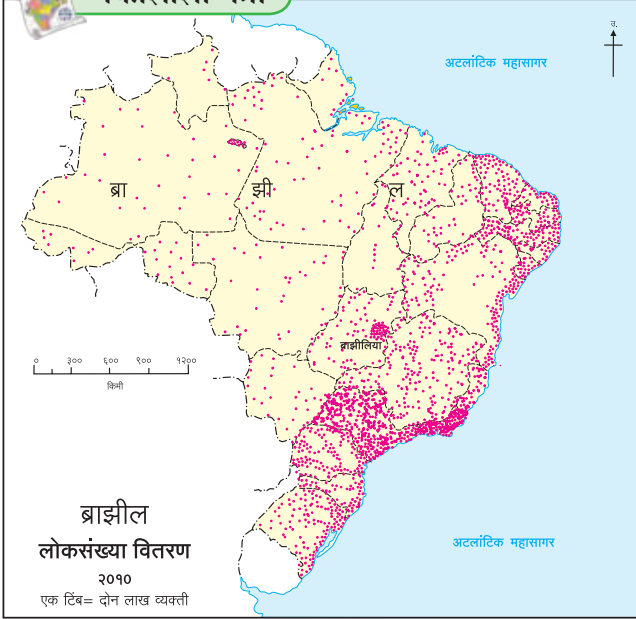 उ.
अटलांटिक महासागर
ब्रा झी ल
ब्राझीलिया
० ३०० ६०० ९०० १२००
किमी
ब्राझील
लोकसंख्या वितरण
२०१०
एक टिंब= दोन लाख व्यक्ती
अटलांटिक महासागर